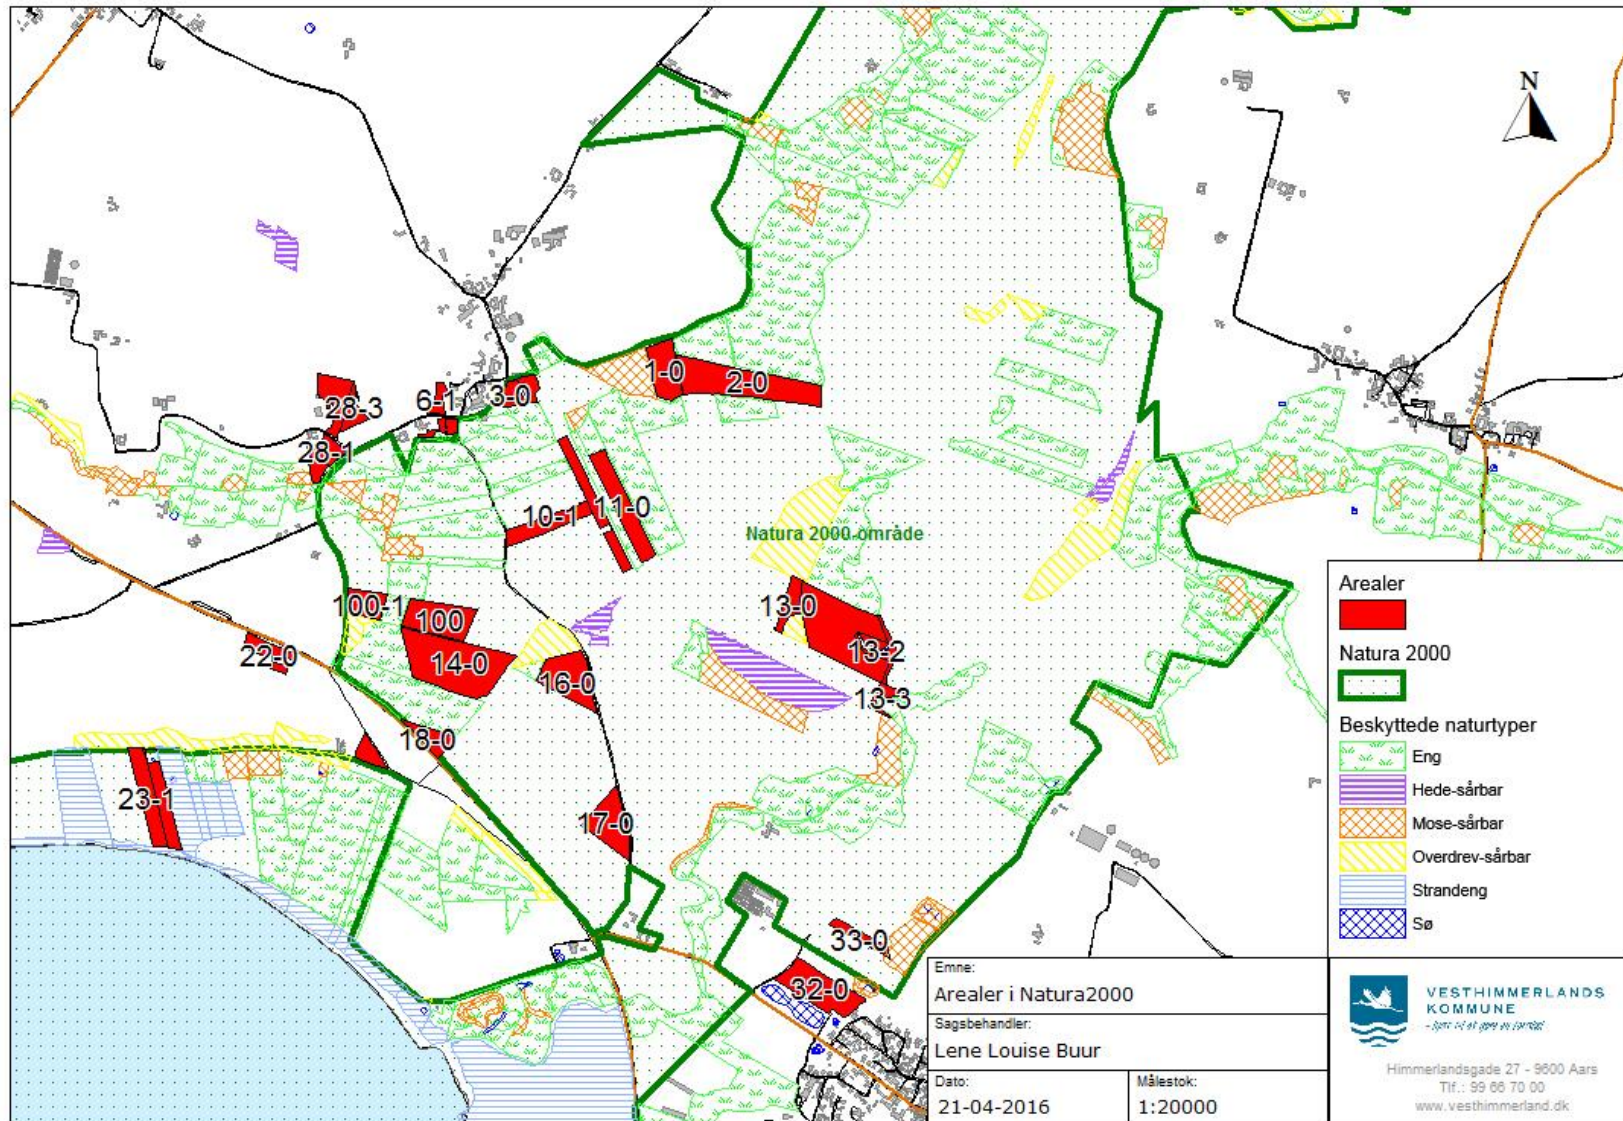 N
1-0
2-0
3-0
6-1
28-3
28-1
10-1
11-0
Natura 2000-område
100-1
100
14-0
13-0
13-2
13-3
22-0
16-0
18-0
23-1
17-0
33-0
32-0
Arealer
Natura 2000
Beskyttede naturtyper
Eng
Hede-sårbar
Mose-sårbar
Overdrev-sårbar
Strandeng
Sø
Emne:
Arealer i Natura2000
Sagsbehandler:
Lene Louise Buur
Dato:
21-04-2016
Målestok:
1:20000
VESTHIMMERLANDS
KOMMUNE
Himmerlandsgade 27 - 9600 Aars
Tlf.: 99 66 70 00
www.vesthimmerland.dk